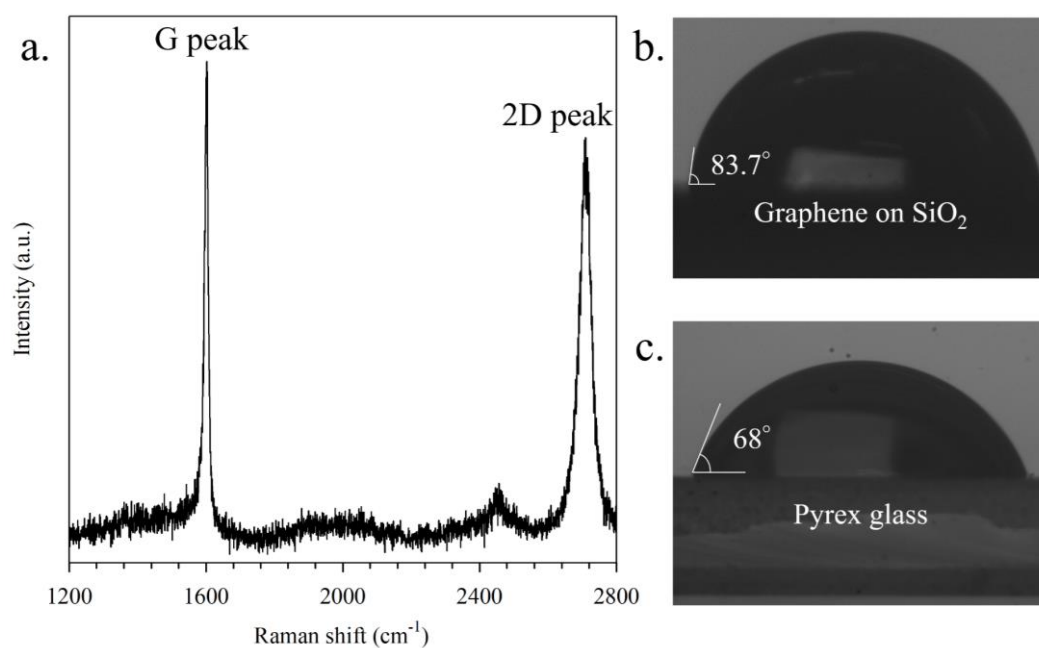 a.
G peak
2D peak
Intensity (a.u.)
1200 1600 2000 2400 2800
Raman shift (cm⁻¹)
b.
83.7°
Graphene on SiO₂
c.
68°
Pyrex glass